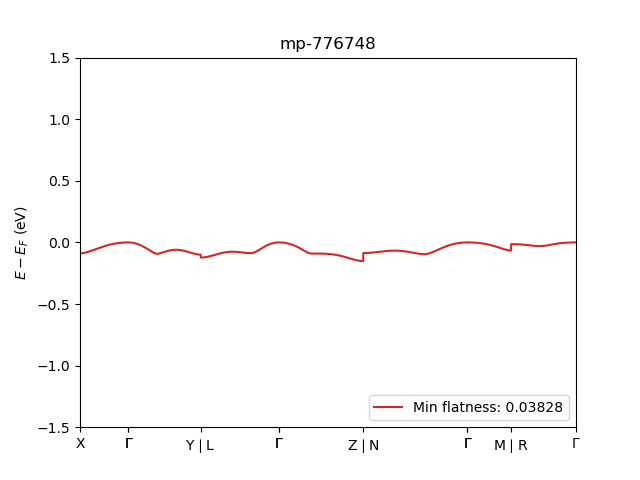 mp-776748
E − E_F (eV)
1.5
1.0
0.5
0.0
−0.5
−1.0
−1.5
Min flatness: 0.03828
X Γ Y | L Γ Z | N Γ M | R Γ